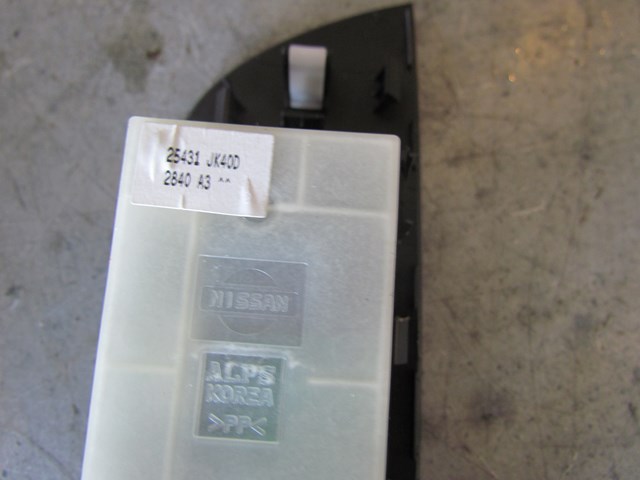 25431 JK40D
2840 A3 ^^
NISSAN
ALPS
KOREA
>PP<